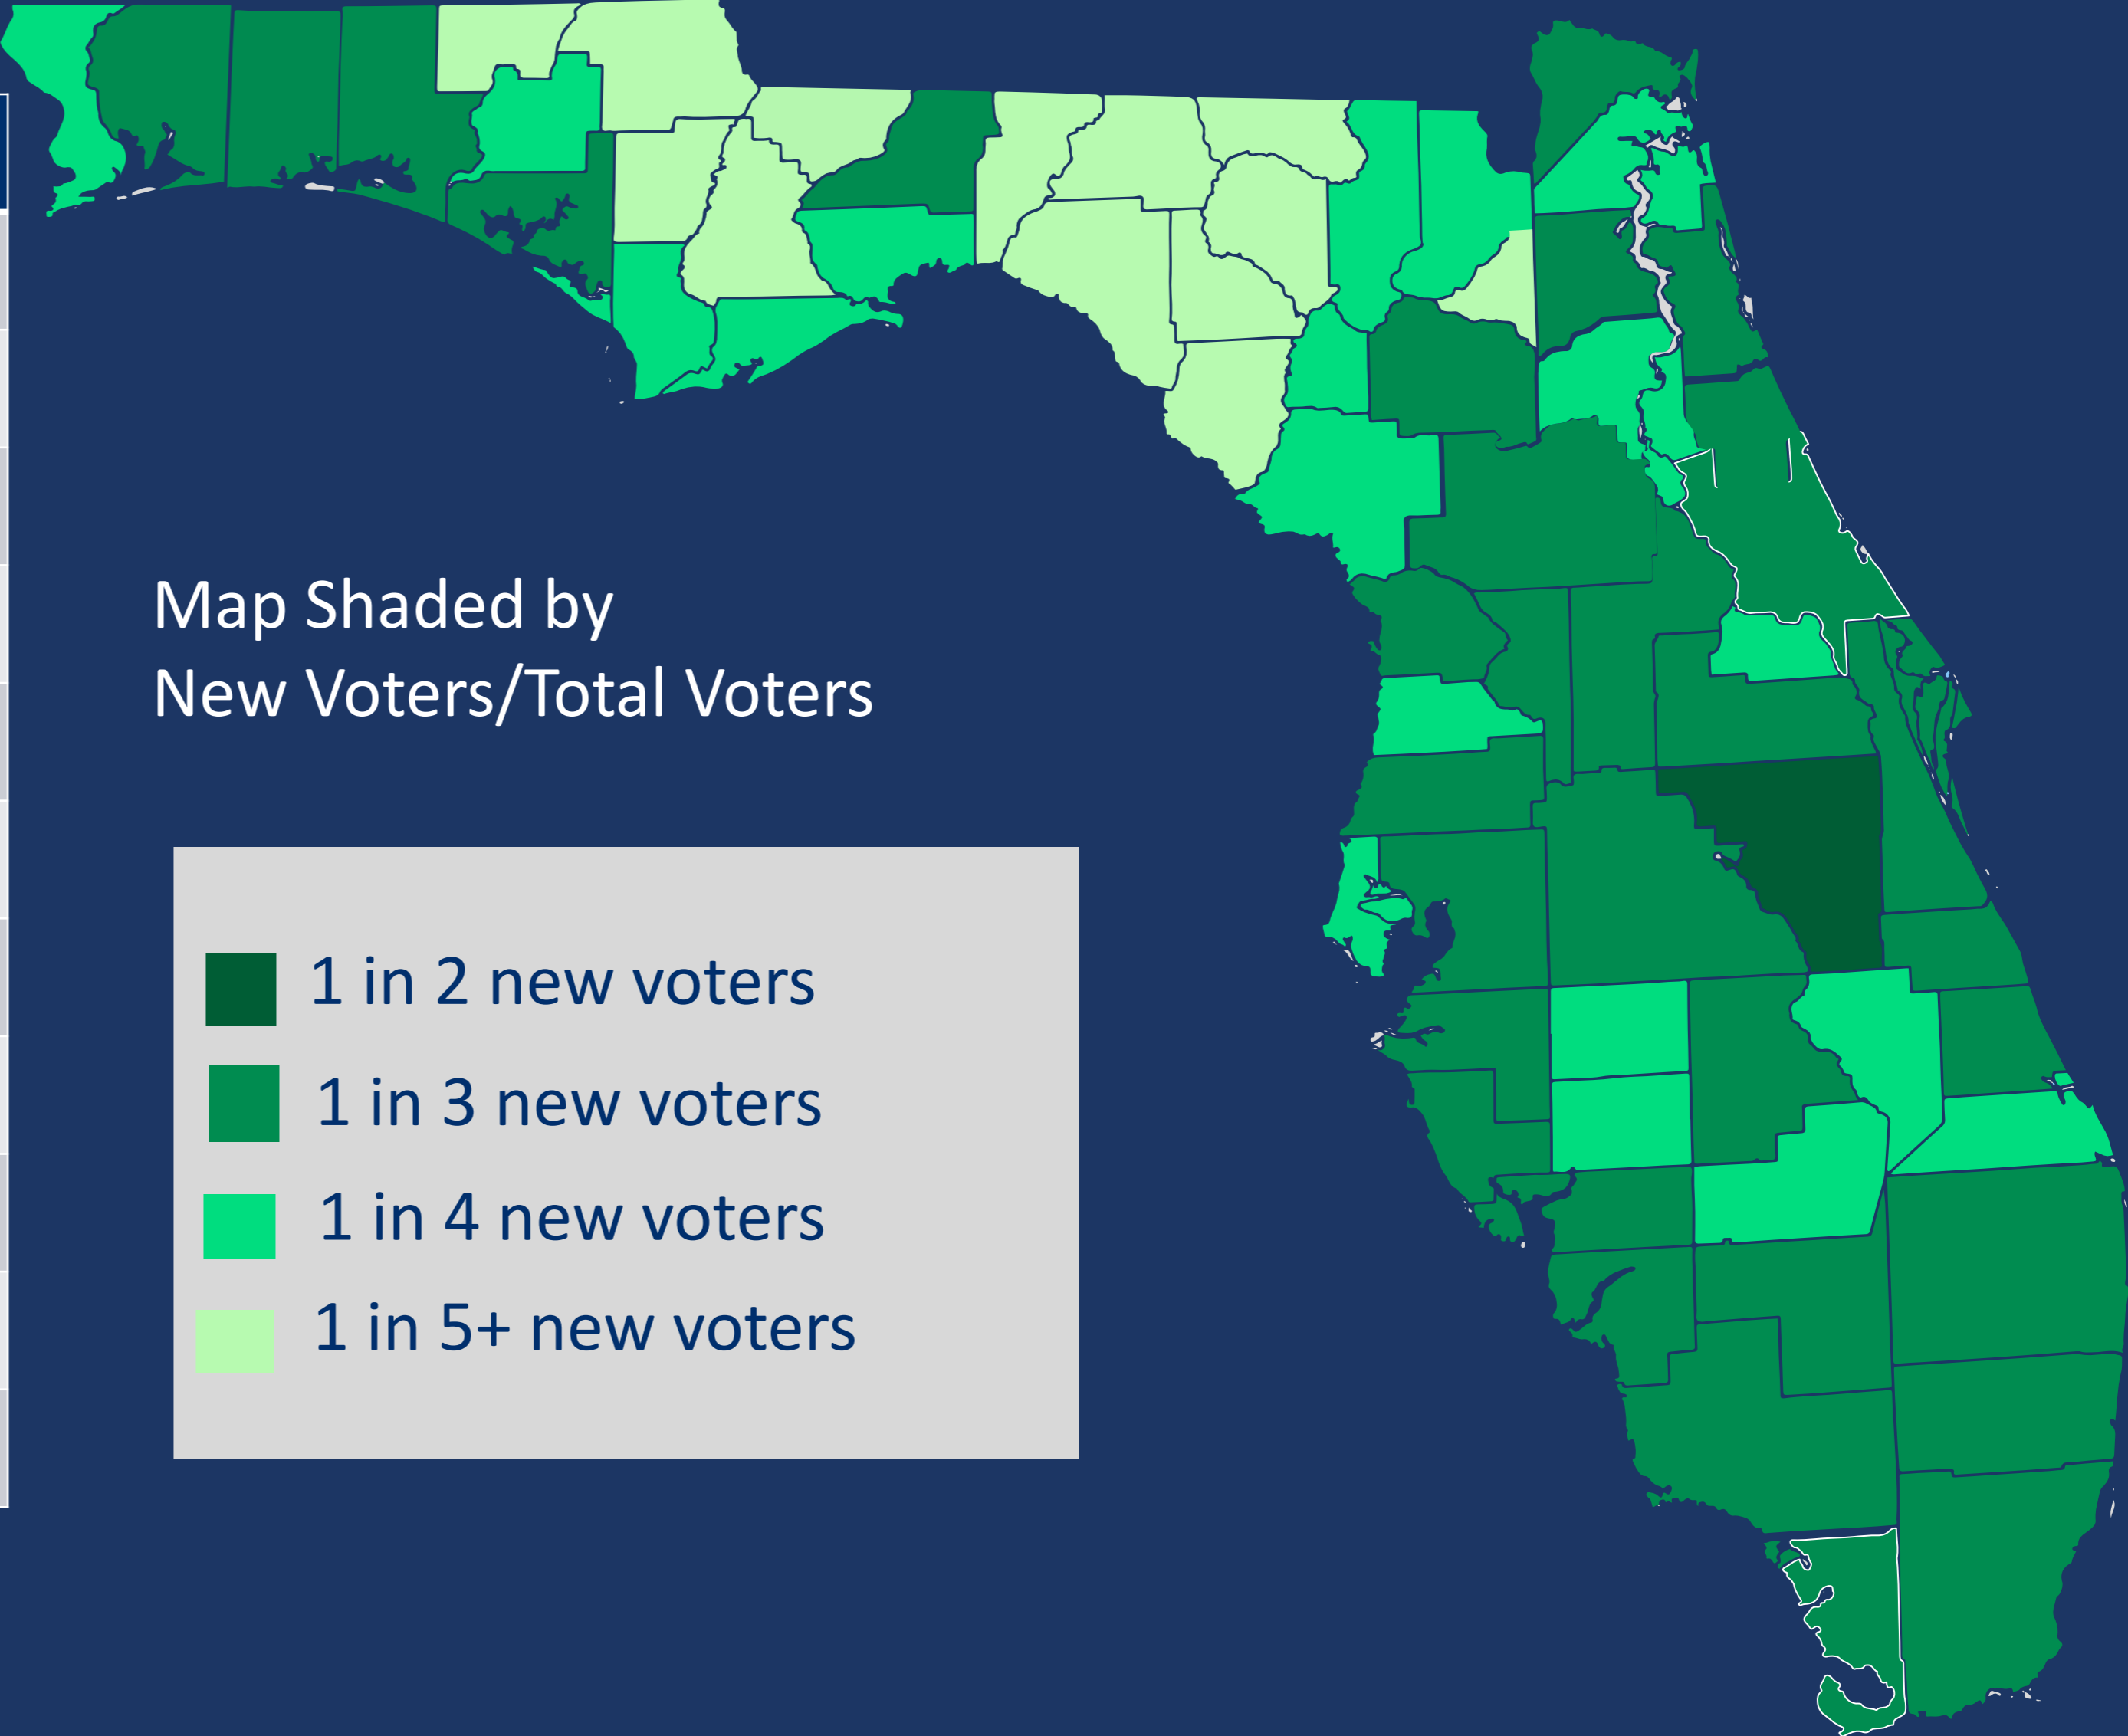 Map Shaded by
New Voters/Total Voters
1 in 2 new voters
1 in 3 new voters
1 in 4 new voters
1 in 5+ new voters